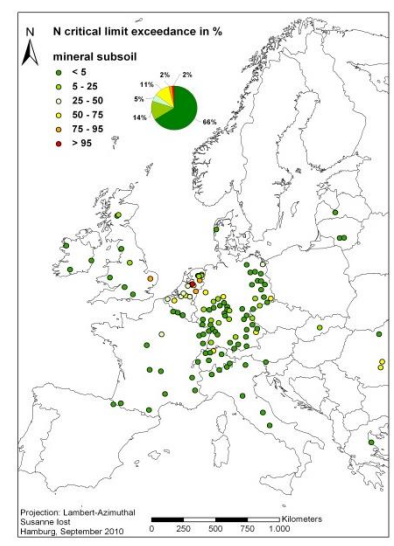 N
N critical limit exceedance in %
mineral subsoil
< 5
5 - 25
25 - 50
50 - 75
75 - 95
> 95
2%
2%
11%
5%
14%
66%
Projection: Lambert-Azimuthal
Susanne Iost
Hamburg, September 2010
Kilometers
0 250 500 750 1.000